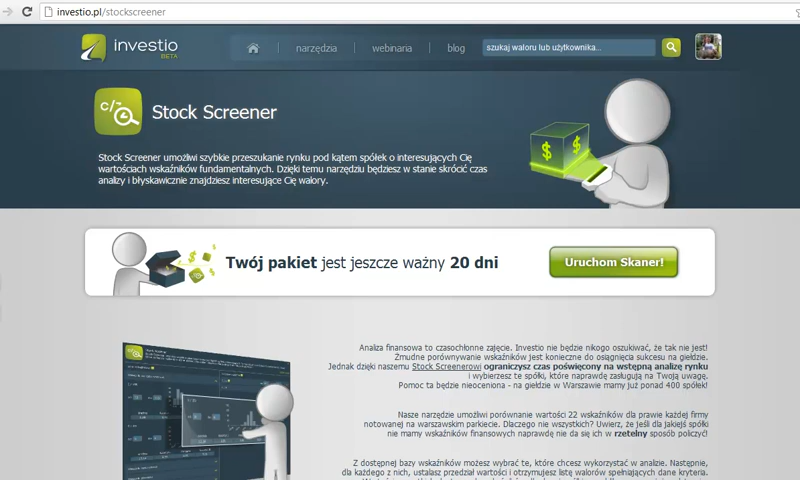 investio.pl/stockscreener
investio
BETA
narzędzia
webinaria
blog
szukaj waloru lub użytkownika...
C/Z
Stock Screener
Stock Screener umożliwi szybkie przeszukanie rynku pod kątem spółek o interesujących Cię
wartościach wskaźników fundamentalnych. Dzięki temu narzędziu będziesz w stanie skrócić czas
analizy i błyskawicznie znajdziesz interesujące Cię walory.
$ $
Twój pakiet jest jeszcze ważny 20 dni
Uruchom Skaner!
Stock Screener
Analiza finansowa to czasochłonne zajęcie. Investio nie będzie nikogo oszukiwać, że tak nie jest!
Żmudne porównywanie wskaźników jest konieczne do osiągnięcia sukcesu na giełdzie.
Jednak dzięki naszemu Stock Screenerowi ograniczysz czas poświęcony na wstępną analizę rynku
i wybierzesz te spółki, które naprawdę zasługują na Twoją uwagę.
Pomoc ta będzie nieoceniona - na giełdzie w Warszawie mamy już ponad 400 spółek!
Nasze narzędzie umożliwi porównanie wartości 22 wskaźników dla prawie każdej firmy
notowanej na warszawskim parkiecie. Dlaczego nie wszystkich? Uwierz, że jeśli dla jakiejś spółki
nie mamy wskaźników finansowych naprawdę nie da się ich w rzetelny sposób policzyć!
Z dostępnej bazy wskaźników możesz wybrać te, które chcesz wykorzystać w analizie. Następnie,
dla każdego z nich, ustalasz przedział wartości i otrzymujesz listę walorów spełniających dane kryteria.